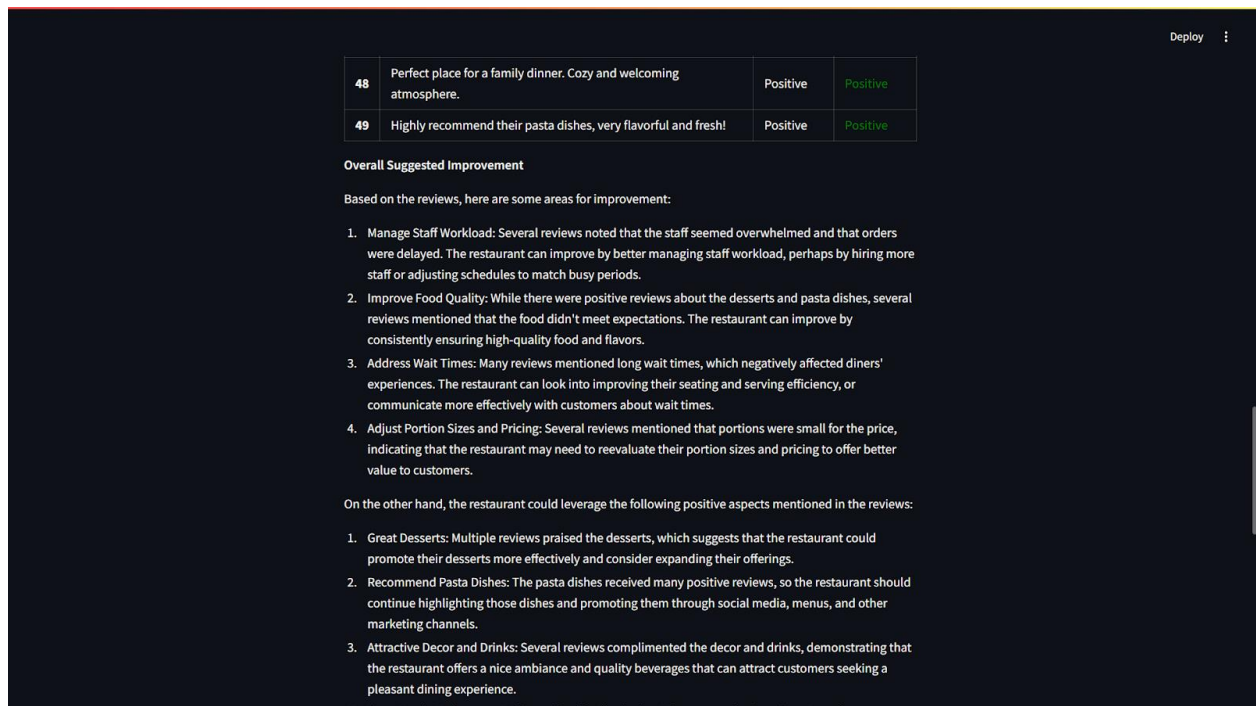 Deploy
48 Perfect place for a family dinner. Cozy and welcoming
atmosphere. Positive Positive
49 Highly recommend their pasta dishes, very flavorful and fresh! Positive Positive
Overall Suggested Improvement
Based on the reviews, here are some areas for improvement:
1. Manage Staff Workload: Several reviews noted that the staff seemed overwhelmed and that orders
were delayed. The restaurant can improve by better managing staff workload, perhaps by hiring more
staff or adjusting schedules to match busy periods.
2. Improve Food Quality: While there were positive reviews about the desserts and pasta dishes, several
reviews mentioned that the food didn't meet expectations. The restaurant can improve by
consistently ensuring high-quality food and flavors.
3. Address Wait Times: Many reviews mentioned long wait times, which negatively affected diners'
experiences. The restaurant can look into improving their seating and serving efficiency, or
communicate more effectively with customers about wait times.
4. Adjust Portion Sizes and Pricing: Several reviews mentioned that portions were small for the price,
indicating that the restaurant may need to reevaluate their portion sizes and pricing to offer better
value to customers.
On the other hand, the restaurant could leverage the following positive aspects mentioned in the reviews:
1. Great Desserts: Multiple reviews praised the desserts, which suggests that the restaurant could
promote their desserts more effectively and consider expanding their offerings.
2. Recommend Pasta Dishes: The pasta dishes received many positive reviews, so the restaurant should
continue highlighting those dishes and promoting them through social media, menus, and other
marketing channels.
3. Attractive Decor and Drinks: Several reviews complimented the decor and drinks, demonstrating that
the restaurant offers a nice ambiance and quality beverages that can attract customers seeking a
pleasant dining experience.